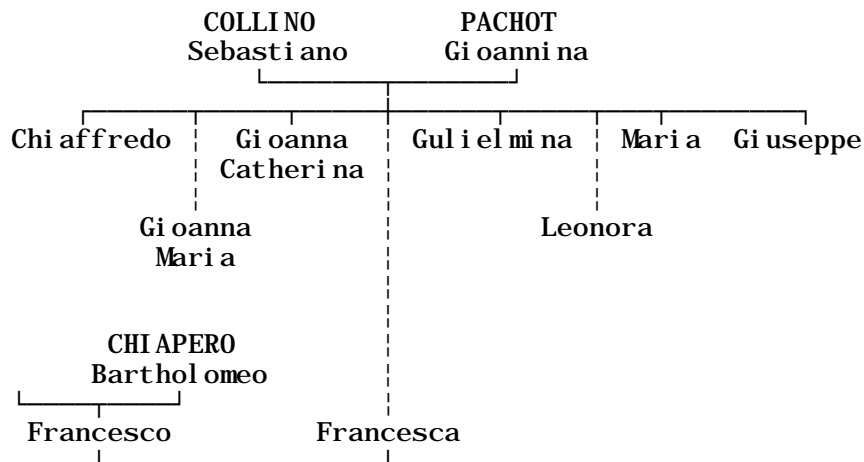 COLLINO PACHOT
Sebastiano Gioannina
Chiaffredo Gioanna Gulielmina Maria Giuseppe
Catherina
Gioanna Leonora
Maria
CHIAPERO
Bartholomeo
Francesco Francesca